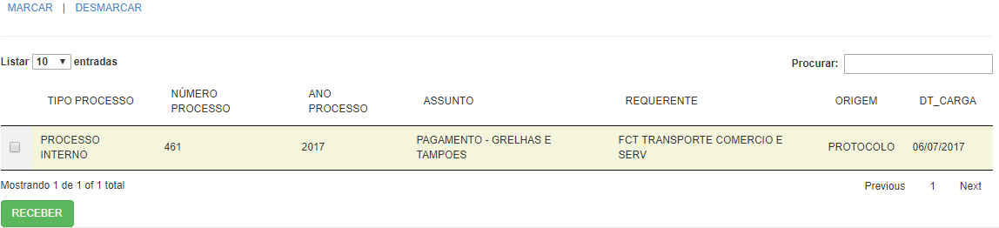 MARCAR | DESMARCAR
Listar 10 entradas
Procurar:
TIPO PROCESSO NÚMERO PROCESSO ANO PROCESSO ASSUNTO REQUERENTE ORIGEM DT_CARGA
PROCESSO INTERNO 461 2017 PAGAMENTO - GRELHAS E TAMPOES FCT TRANSPORTE COMERCIO E SERV PROTOCOLO 06/07/2017
Mostrando 1 de 1 of 1 total
Previous 1 Next
RECEBER